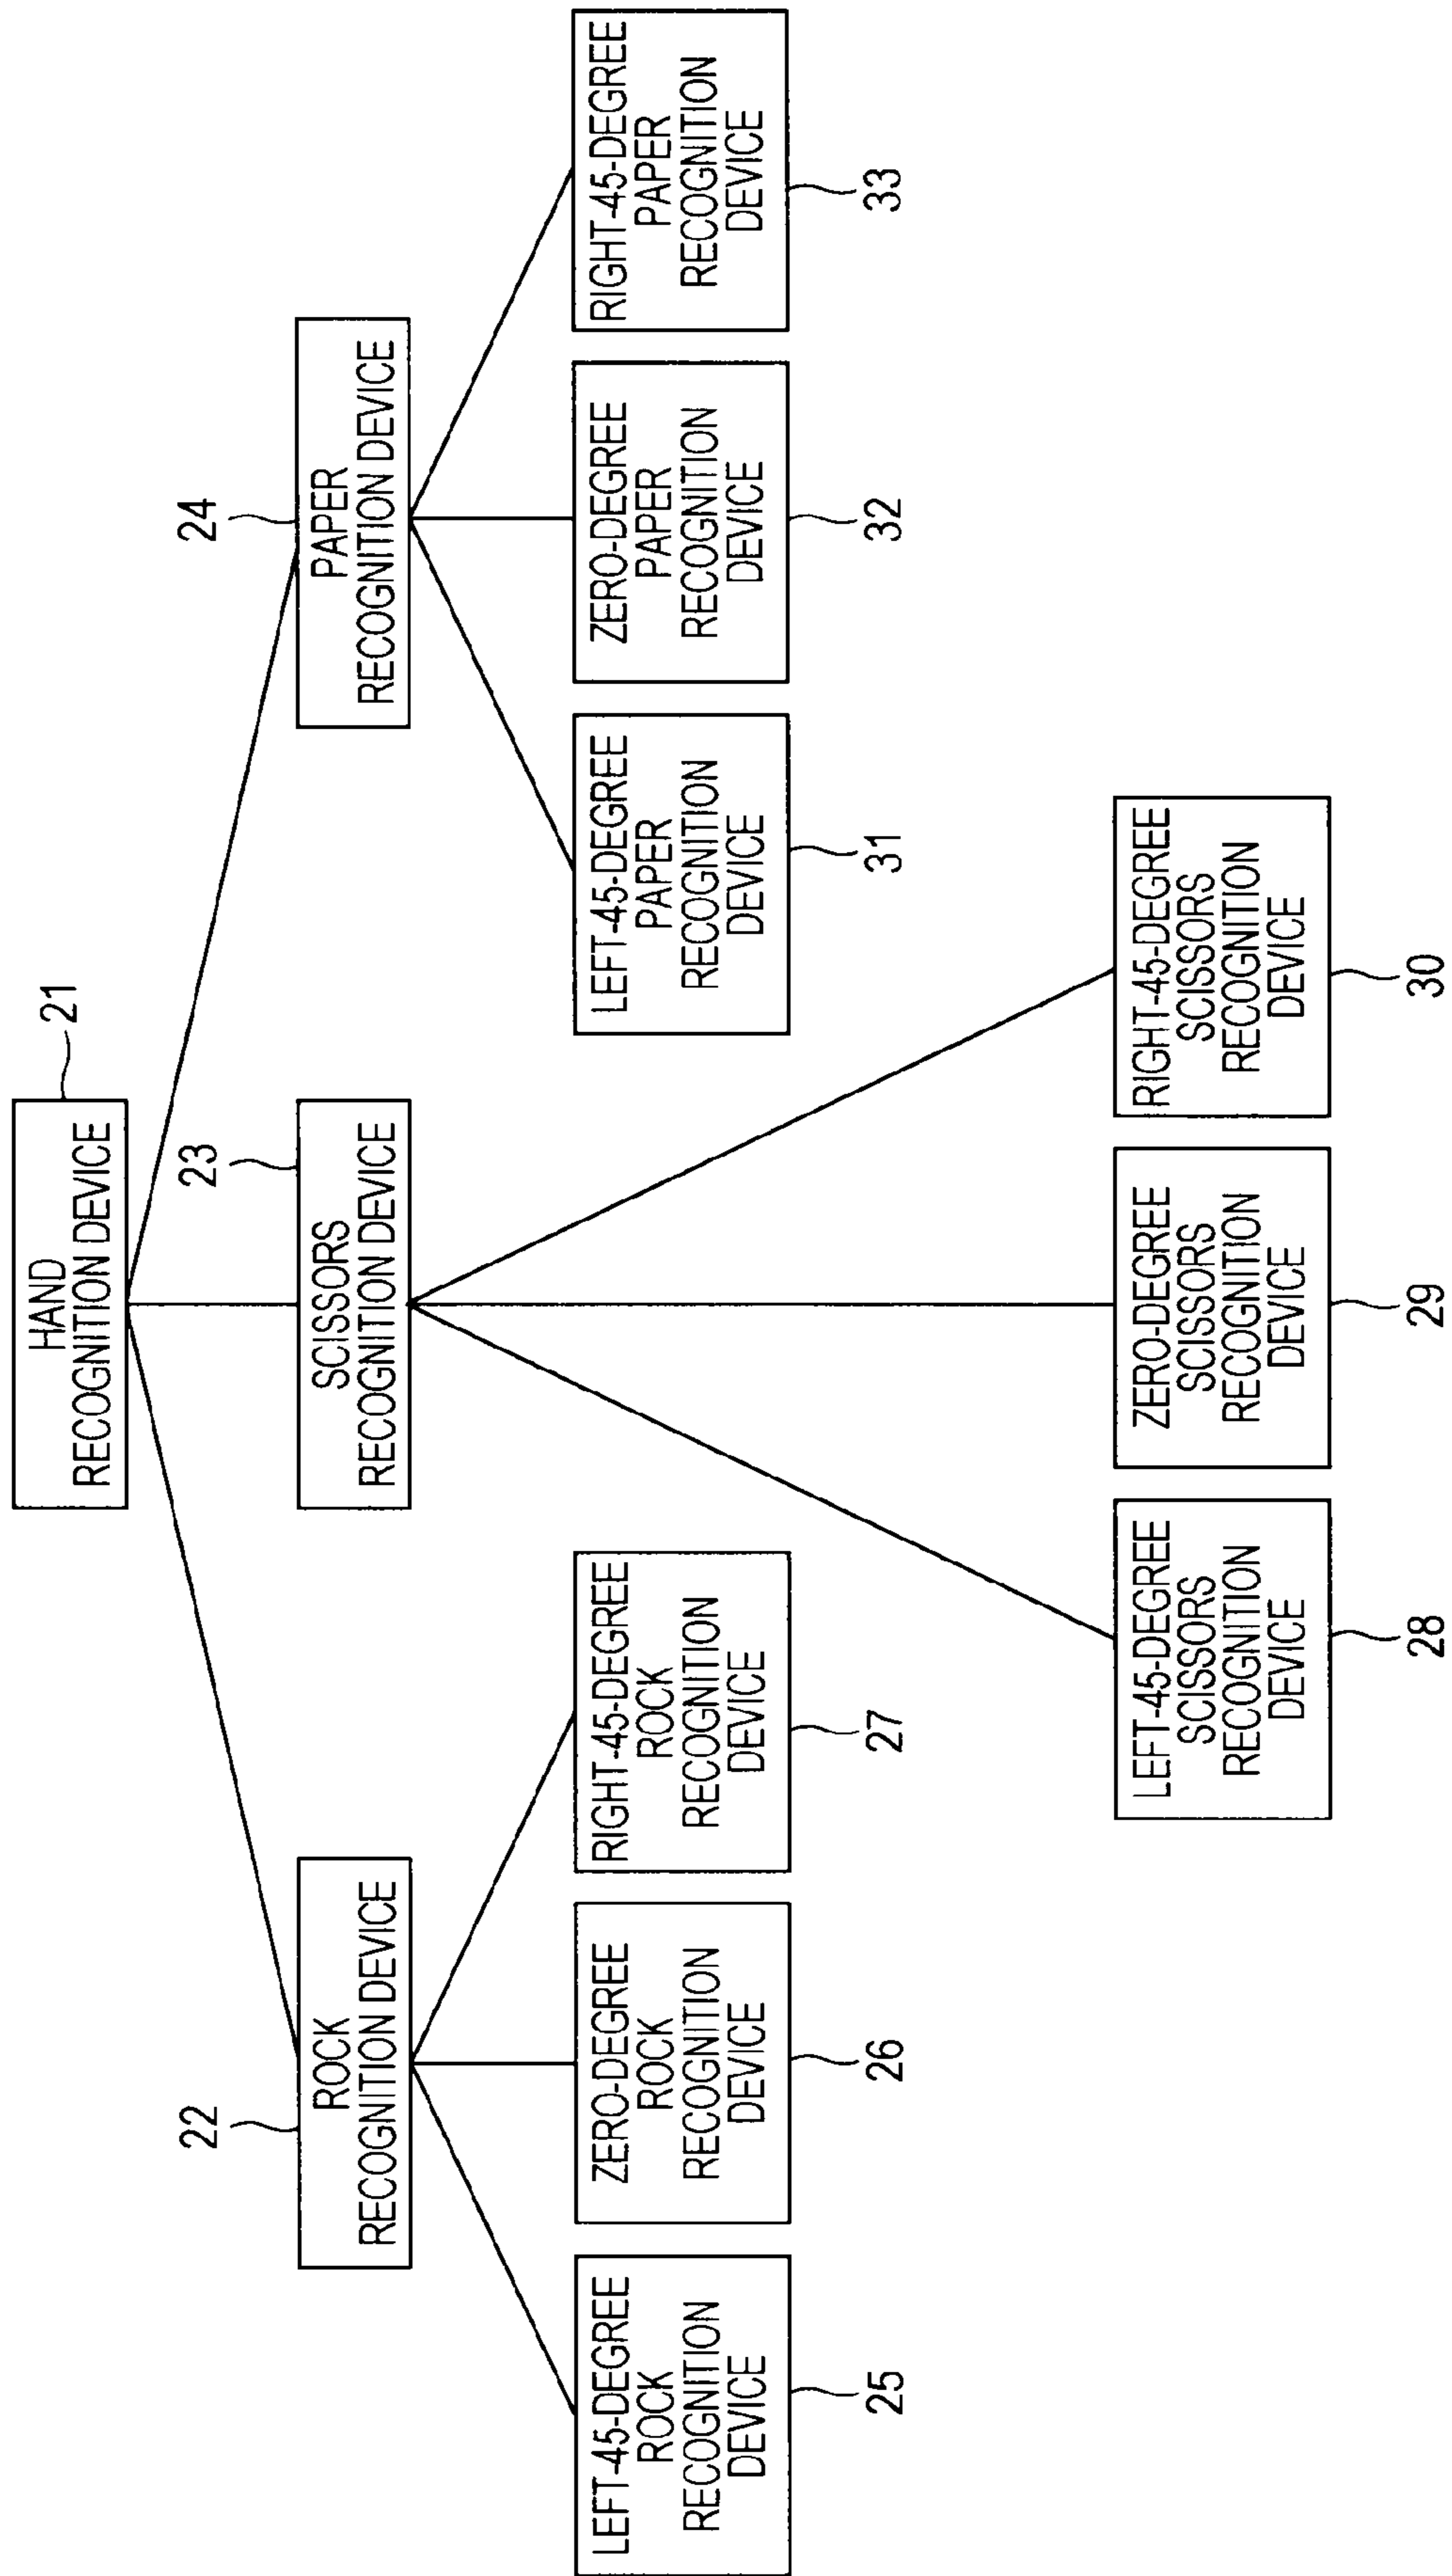 HAND
RECOGNITION DEVICE
21
22
ROCK
RECOGNITION DEVICE
23
SCISSORS
RECOGNITION DEVICE
24
PAPER
RECOGNITION DEVICE
LEFT-45-DEGREE
ROCK
RECOGNITION
DEVICE
25
ZERO-DEGREE
ROCK
RECOGNITION
DEVICE
26
RIGHT-45-DEGREE
ROCK
RECOGNITION
DEVICE
27
LEFT-45-DEGREE
PAPER
RECOGNITION
DEVICE
31
ZERO-DEGREE
PAPER
RECOGNITION
DEVICE
32
RIGHT-45-DEGREE
PAPER
RECOGNITION
DEVICE
33
LEFT-45-DEGREE
SCISSORS
RECOGNITION
DEVICE
28
ZERO-DEGREE
SCISSORS
RECOGNITION
DEVICE
29
RIGHT-45-DEGREE
SCISSORS
RECOGNITION
DEVICE
30